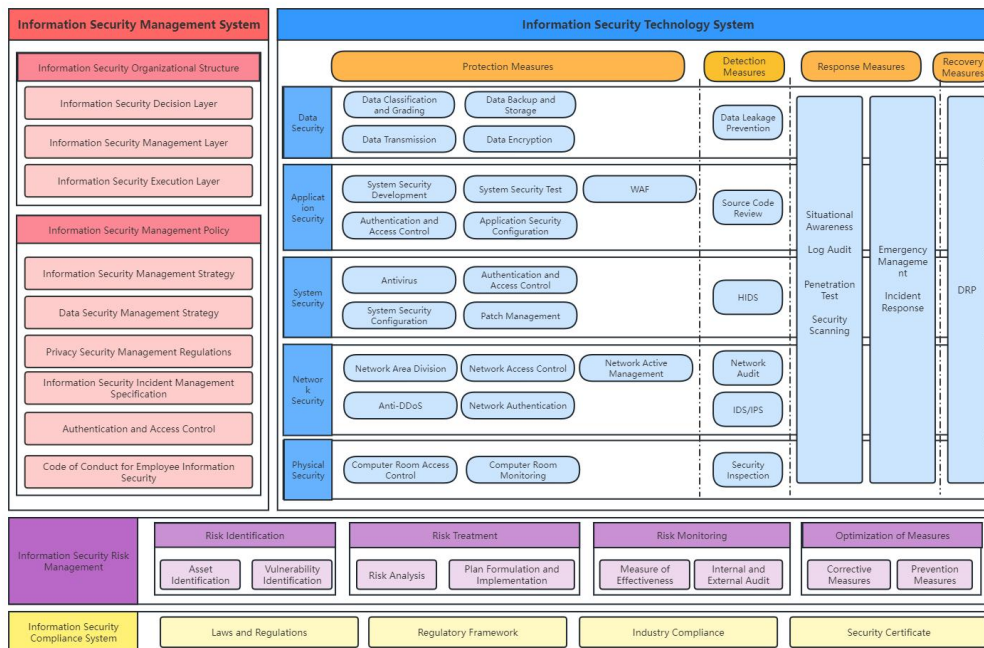 Information Security Management System
Information Security Organizational Structure
Information Security Decision Layer
Information Security Management Layer
Information Security Execution Layer
Information Security Management Policy
Information Security Management Strategy
Data Security Management Strategy
Privacy Security Management Regulations
Information Security Incident Management
Specification
Authentication and Access Control
Code of Conduct for Employee Information
Security
Information Security Technology System
Protection Measures
Detection
Measures
Response Measures
Recovery
Measures
Data
Security
Data Classification
and Grading
Data Backup and
Storage
Data Transmission
Data Encryption
Data Leakage
Prevention
Applicat
ion
Security
System Security
Development
System Security Test
WAF
Authentication and
Access Control
Application Security
Configuration
Source Code
Review
System
Security
Antivirus
Authentication and
Access Control
System Security
Configuration
Patch Management
HIDS
Networ
k
Security
Network Area Division
Network Access Control
Network Active
Management
Anti-DDoS
Network Authentication
Network
Audit
IDS/IPS
Physical
Security
Computer Room Access
Control
Computer Room
Monitoring
Security
Inspection
Situational
Awareness
Log Audit
Penetration
Test
Security
Scanning
Emergency
Manageme
nt
Incident
Response
DRP
Information Security Risk
Management
Risk Identification
Asset
Identification
Vulnerability
Identification
Risk Treatment
Risk Analysis
Plan Formulation and
Implementation
Risk Monitoring
Measure of
Effectiveness
Internal and
External Audit
Optimization of Measures
Corrective
Measures
Prevention
Measures
Information Security
Compliance System
Laws and Regulations
Regulatory Framework
Industry Compliance
Security Certificate